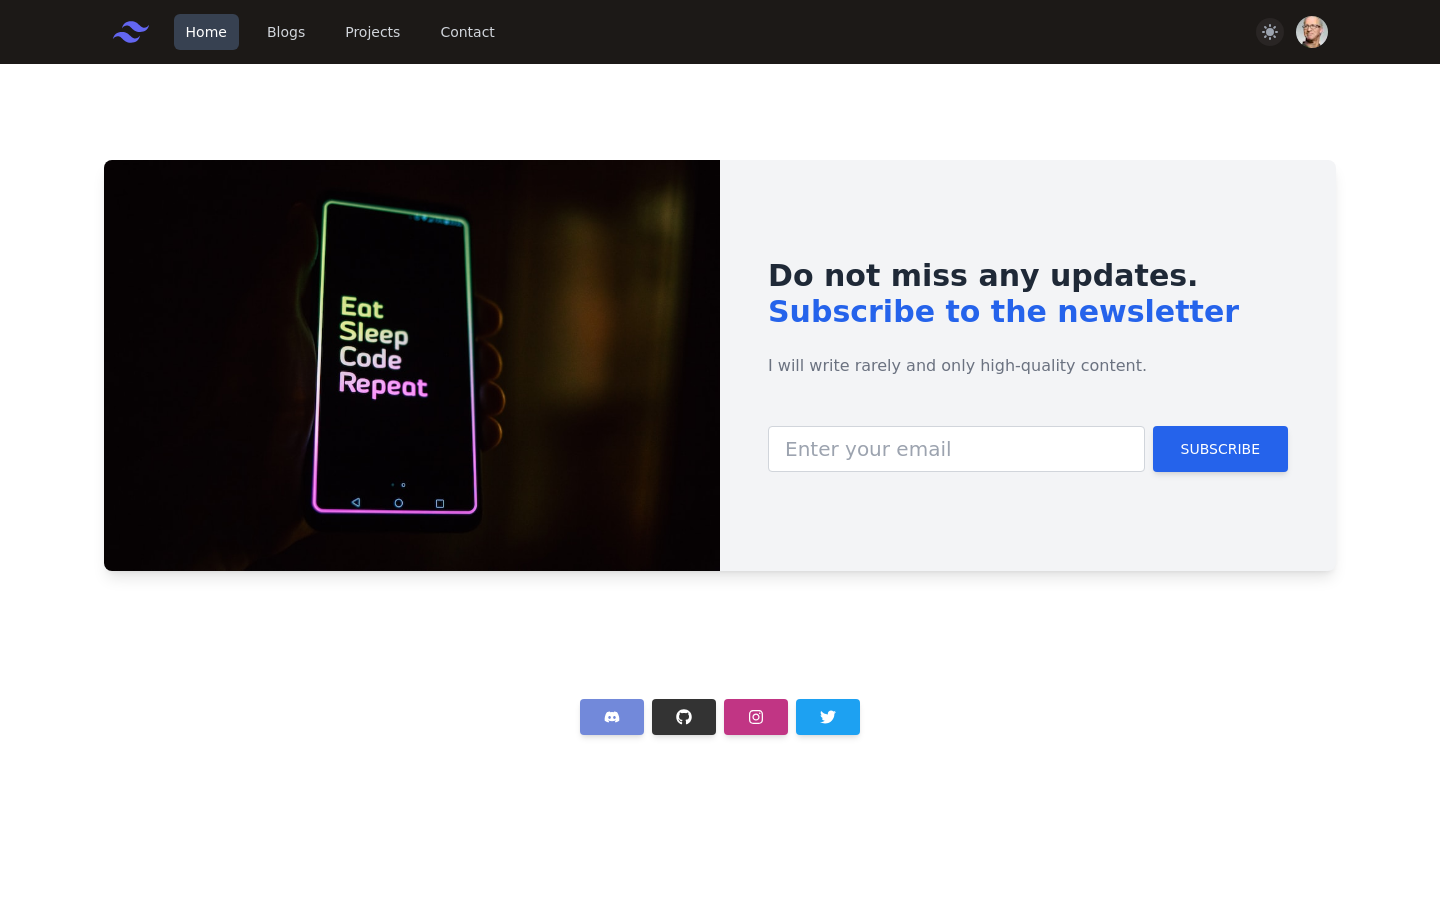 Home
Blogs
Projects
Contact
Eat
Sleep
Code
Repeat
Do not miss any updates.
Subscribe to the newsletter
I will write rarely and only high-quality content.
Enter your email
SUBSCRIBE